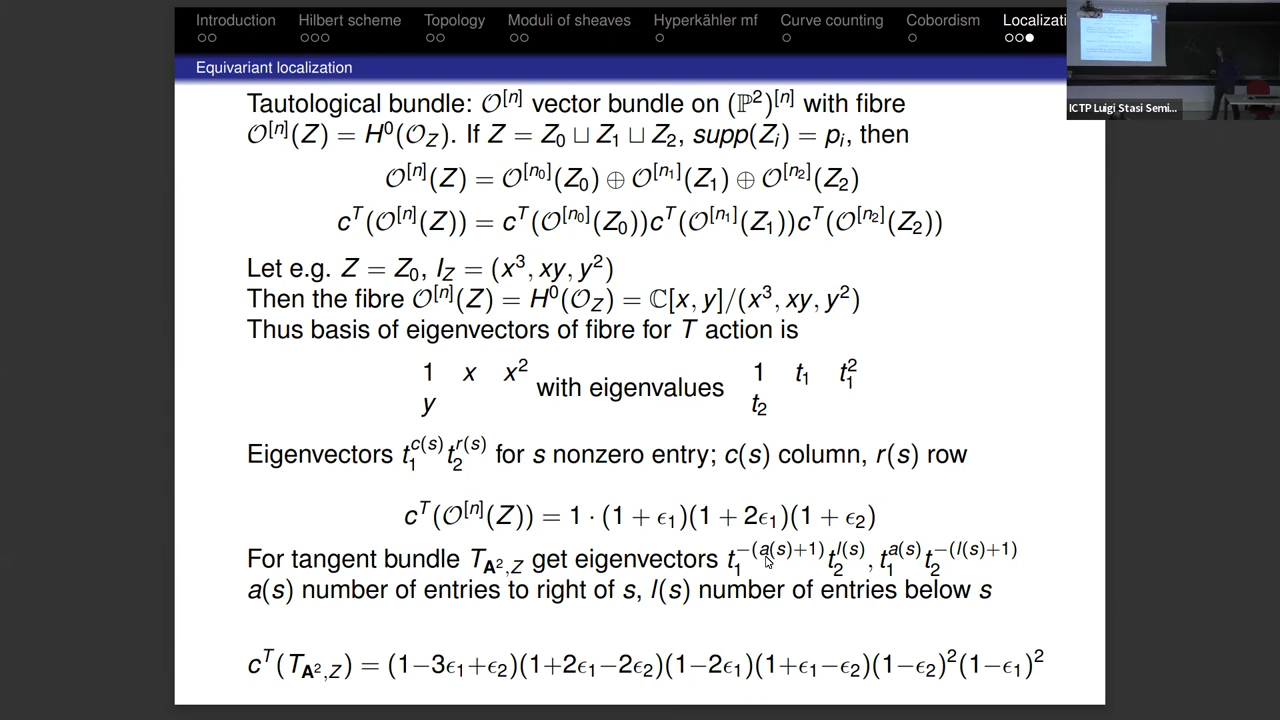 Introduction Hilbert scheme Topology Moduli of sheaves Hyperkähler mf Curve counting Cobordism Localizati
Equivariant localization
ICTP Luigi Stasi Semi...
Tautological bundle: 𝒪^[n] vector bundle on (ℙ²)^[n] with fibre
𝒪^[n](Z) = H⁰(𝒪_Z). If Z = Z₀ ⊔ Z₁ ⊔ Z₂, supp(Z_i) = p_i, then
𝒪^[n](Z) = 𝒪^[n₀](Z₀) ⊕ 𝒪^[n₁](Z₁) ⊕ 𝒪^[n₂](Z₂)
c^T(𝒪^[n](Z)) = c^T(𝒪^[n₀](Z₀))c^T(𝒪^[n₁](Z₁))c^T(𝒪^[n₂](Z₂))
Let e.g. Z = Z₀, I_Z = (x³, xy, y²)
Then the fibre 𝒪^[n](Z) = H⁰(𝒪_Z) = ℂ[x, y]/(x³, xy, y²)
Thus basis of eigenvectors of fibre for T action is
1 x x² with eigenvalues 1 t₁ t₁²
y t₂
Eigenvectors t₁^c(s) t₂^r(s) for s nonzero entry; c(s) column, r(s) row
c^T(𝒪^[n](Z)) = 1 · (1 + ϵ₁)(1 + 2ϵ₁)(1 + ϵ₂)
For tangent bundle T_{𝐀²,Z} get eigenvectors t₁^−(a(s)+1) t₂^l(s), t₁^a(s) t₂^−(l(s)+1)
a(s) number of entries to right of s, l(s) number of entries below s
c^T(T_{𝐀²,Z}) = (1−3ϵ₁+ϵ₂)(1+2ϵ₁−2ϵ₂)(1−2ϵ₁)(1+ϵ₁−ϵ₂)(1−ϵ₂)²(1−ϵ₁)²